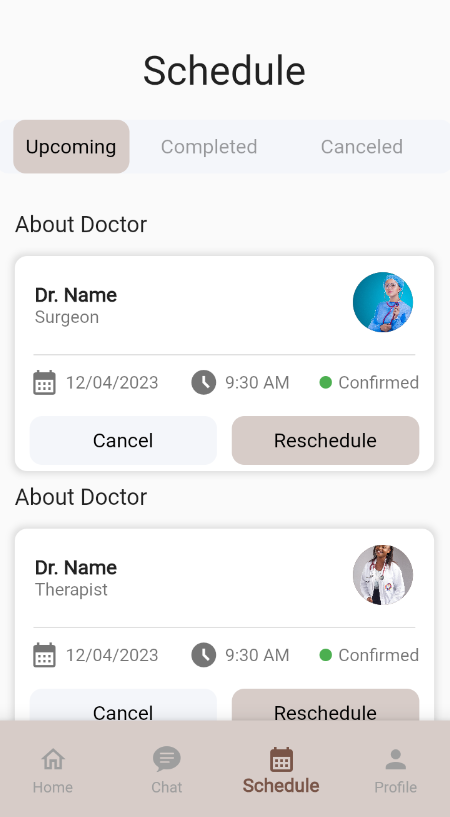 Schedule
Upcoming Completed Canceled
About Doctor
Dr. Name
Surgeon
12/04/2023 9:30 AM Confirmed
Cancel Reschedule
About Doctor
Dr. Name
Therapist
12/04/2023 9:30 AM Confirmed
Cancel Reschedule
Home Chat Schedule Profile